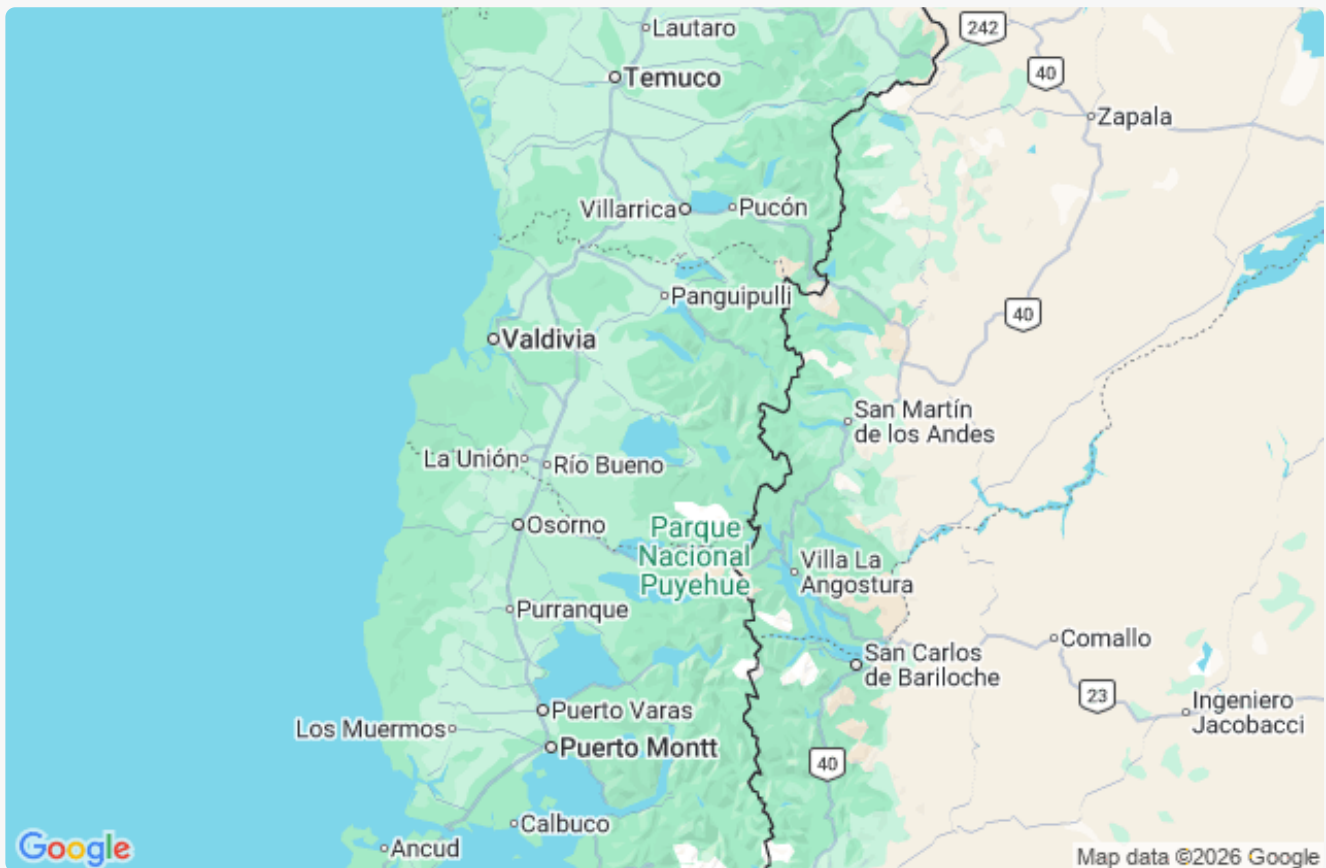 Lautaro
242
Temuco
40
Zapala
Villarrica
Pucón
Panguipulli
40
Valdivia
San Martín
de los Andes
La Unión
Río Bueno
Osorno
Parque
Nacional
Puyehue
Villa La
Angostura
Purranque
Comallo
San Carlos
de Bariloche
Puerto Varas
23
Ingeniero
Jacobacci
Los Muermos
Puerto Montt
40
Calbuco
Ancud
Google
Map data ©2026 Google